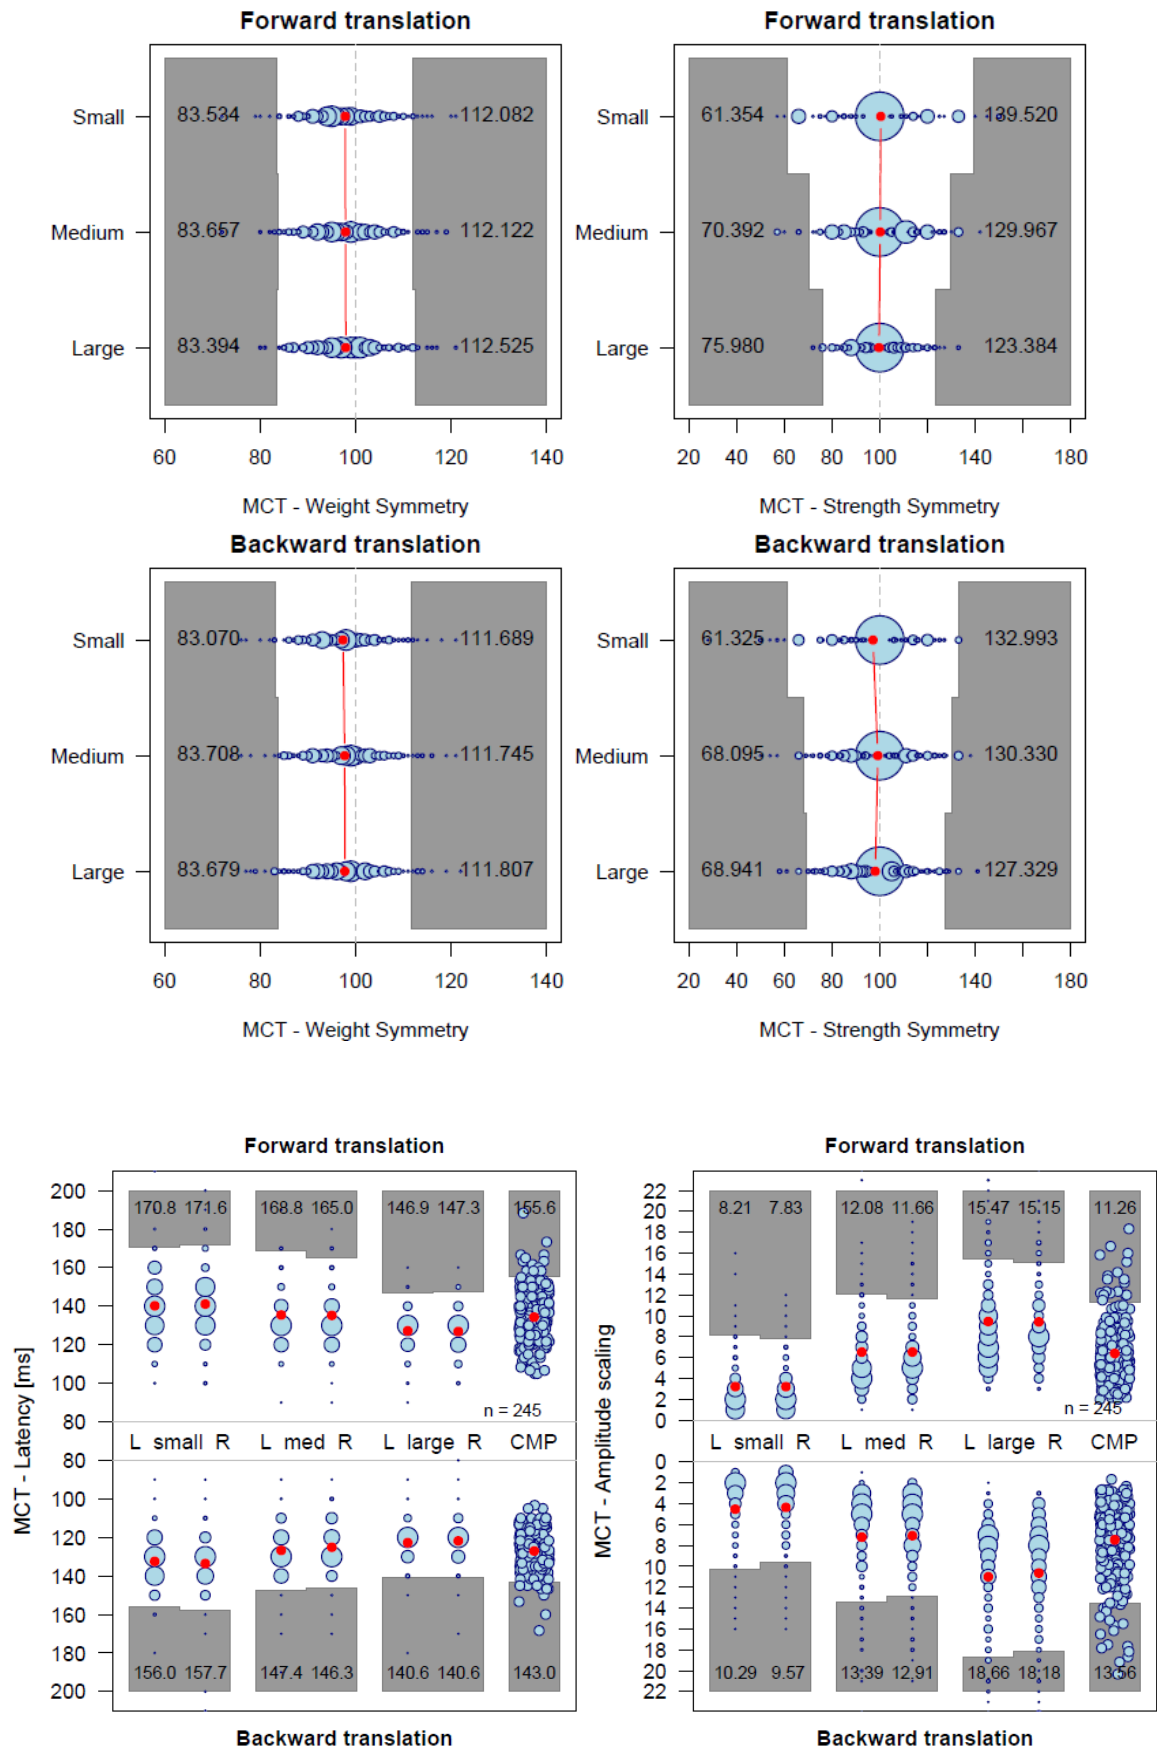 Forward translation
Forward translation
Small 83.534 112.082
Small 61.354 139.520
Medium 83.657 112.122
Medium 70.392 129.967
Large 83.394 112.525
Large 75.980 123.384
60 80 100 120 140
20 40 60 80 100 120 140 180
MCT - Weight Symmetry
MCT - Strength Symmetry
Backward translation
Backward translation
Small 83.070 111.689
Small 61.325 132.993
Medium 83.708 111.745
Medium 68.095 130.330
Large 83.679 111.807
Large 68.941 127.329
60 80 100 120 140
20 40 60 80 100 120 140 180
MCT - Weight Symmetry
MCT - Strength Symmetry
Forward translation
MCT - Latency [ms]
200
180
160
140
120
100
80
170.8 171.6 168.8 165.0 146.9 147.3 155.6
n = 245
L small R L med R L large R CMP
80
100
120
140
160
180
200
156.0 157.7 147.4 146.3 140.6 140.6 143.0
Backward translation
Forward translation
MCT - Amplitude scaling
22
20
18
16
14
12
10
8
6
4
2
0
8.21 7.83 12.08 11.66 15.47 15.15 11.26
n = 245
L small R L med R L large R CMP
0
2
4
6
8
10
12
14
16
18
20
22
10.29 9.57 13.39 12.91 18.66 18.18 13.56
Backward translation